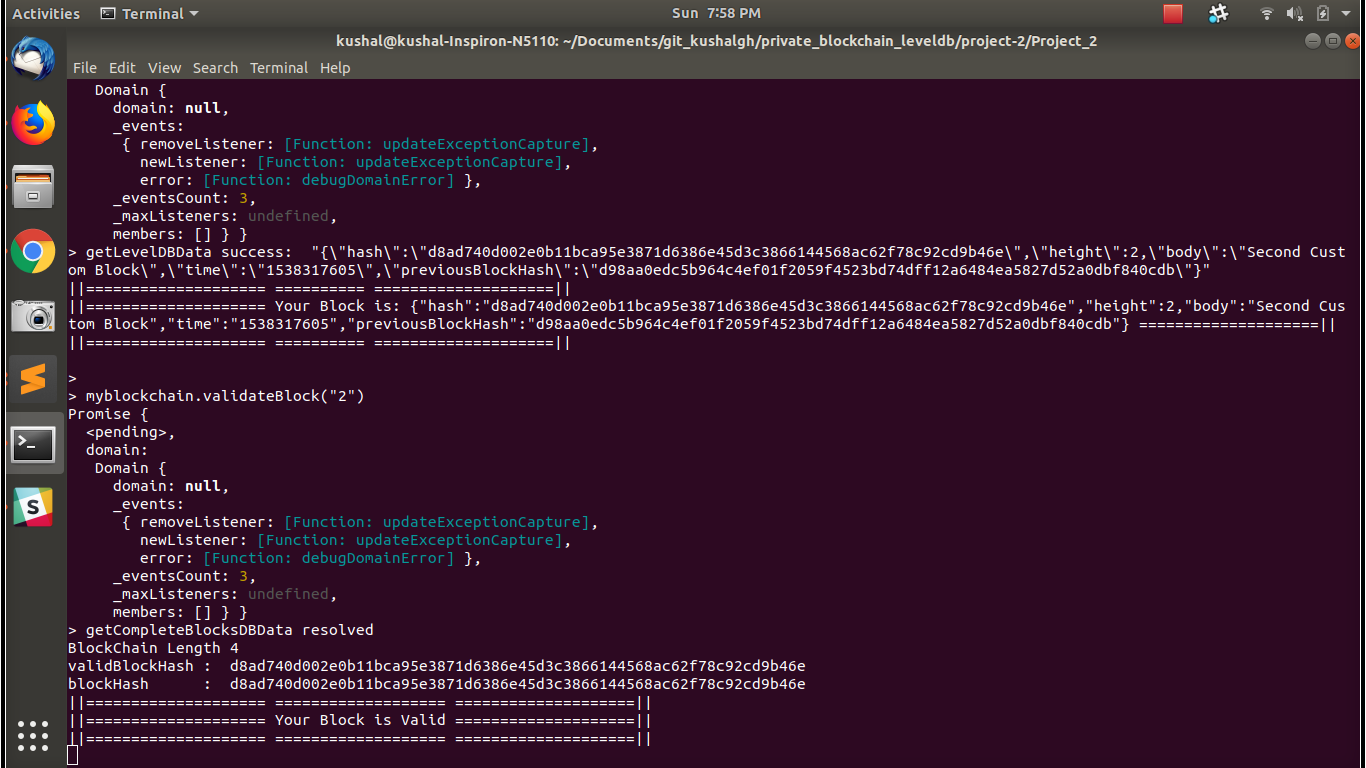 Activities Terminal Sun 7:58 PM
kushal@kushal-Inspiron-N5110: ~/Documents/git_kushalgh/private_blockchain_leveldb/project-2/Project_2
File Edit View Search Terminal Help
   Domain {
     domain: null,
     _events:
      { removeListener: [Function: updateExceptionCapture],
        newListener: [Function: updateExceptionCapture],
        error: [Function: debugDomainError] },
     _eventsCount: 3,
     _maxListeners: undefined,
     members: [] } }
> getLevelDBData success:  "{\"hash\":\"d8ad740d002e0b11bca95e3871d6386e45d3c3866144568ac62f78c92cd9b46e\",\"height\":2,\"body\":\"Second Cust
om Block\",\"time\":\"1538317605\",\"previousBlockHash\":\"d98aa0edc5b964c4ef01f2059f4523bd74dff12a6484ea5827d52a0dbf840cdb\"}"
||==================== ========== ====================||
||==================== Your Block is: {"hash":"d8ad740d002e0b11bca95e3871d6386e45d3c3866144568ac62f78c92cd9b46e","height":2,"body":"Second Cus
tom Block","time":"1538317605","previousBlockHash":"d98aa0edc5b964c4ef01f2059f4523bd74dff12a6484ea5827d52a0dbf840cdb"} ====================||
||==================== ========== ====================||
>
> myblockchain.validateBlock("2")
Promise {
  <pending>,
  domain:
   Domain {
     domain: null,
     _events:
      { removeListener: [Function: updateExceptionCapture],
        newListener: [Function: updateExceptionCapture],
        error: [Function: debugDomainError] },
     _eventsCount: 3,
     _maxListeners: undefined,
     members: [] } }
> getCompleteBlocksDBData resolved
BlockChain Length 4
validBlockHash :  d8ad740d002e0b11bca95e3871d6386e45d3c3866144568ac62f78c92cd9b46e
blockHash      :  d8ad740d002e0b11bca95e3871d6386e45d3c3866144568ac62f78c92cd9b46e
||==================== =================== ====================||
||==================== Your Block is Valid ====================||
||==================== =================== ====================||